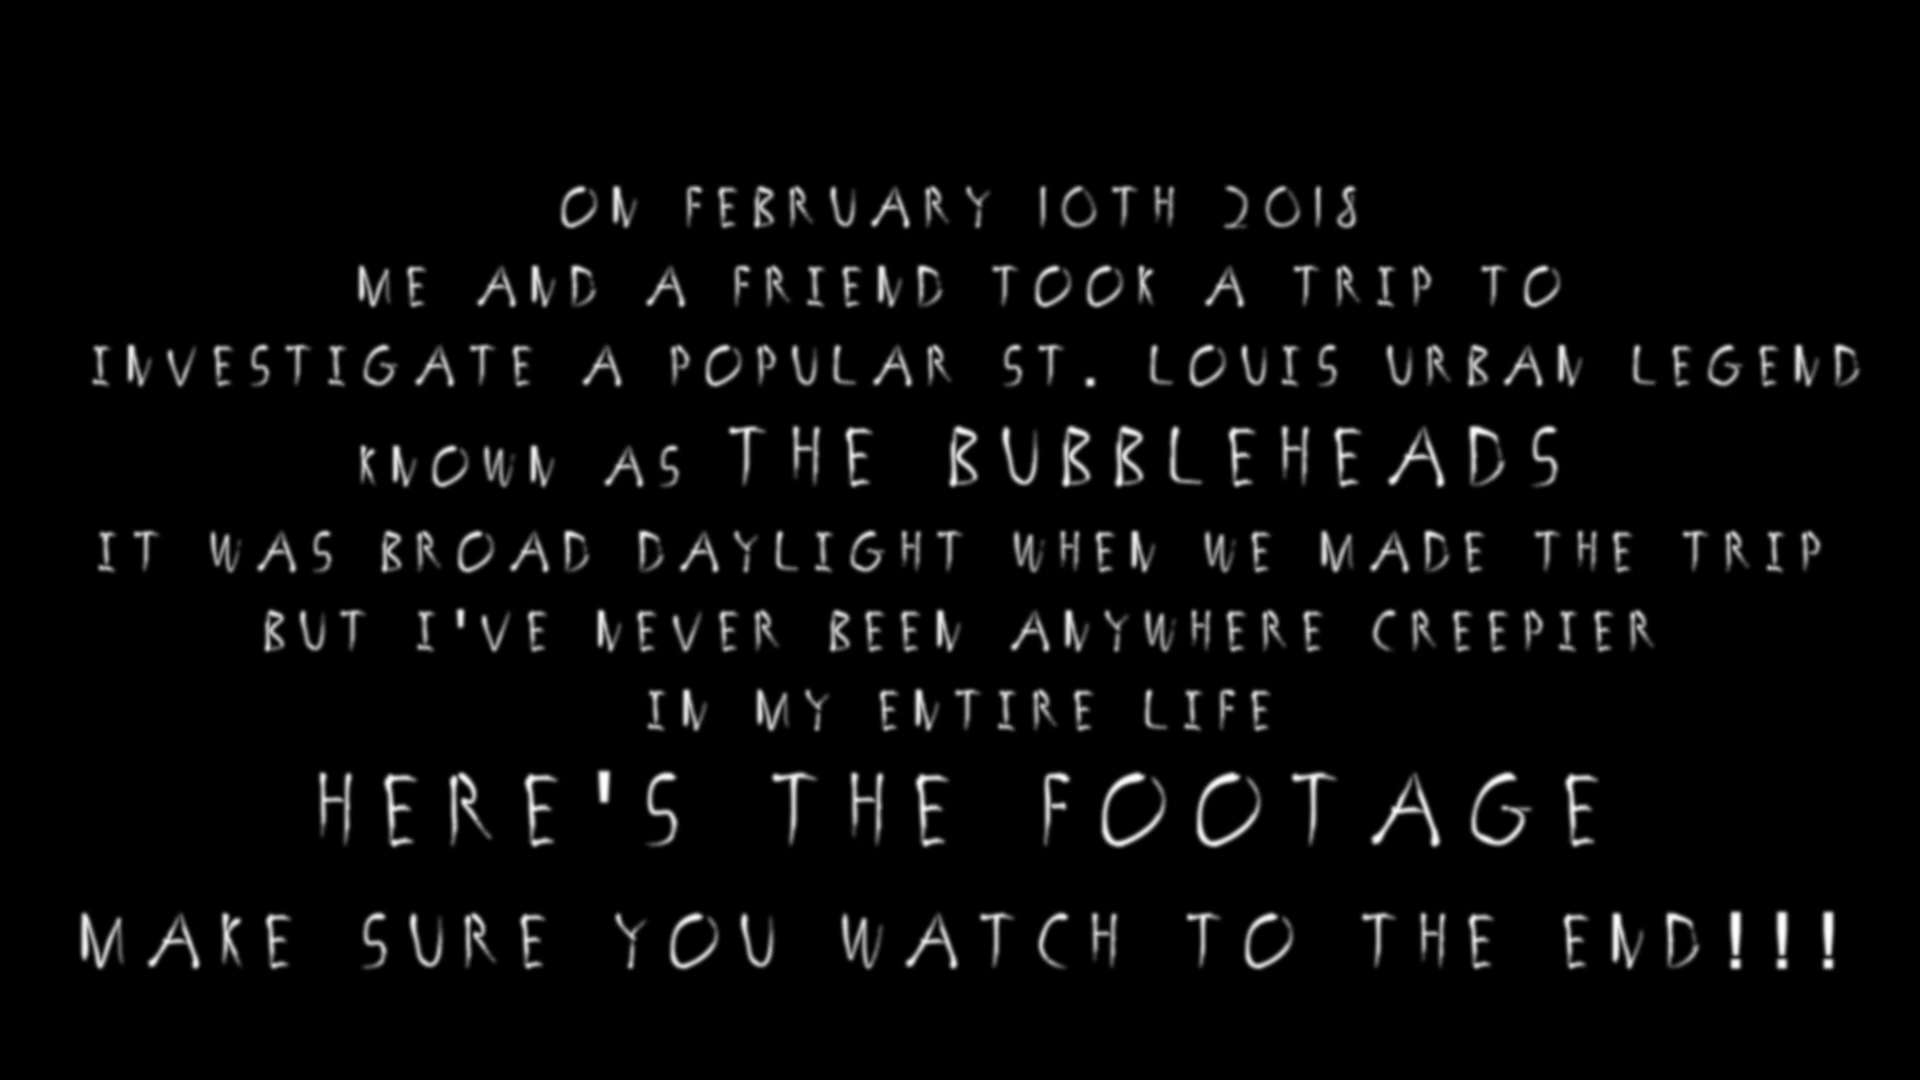 ON FEBRUARY 10TH 2018
ME AND A FRIEND TOOK A TRIP TO
INVESTIGATE A POPULAR ST. LOUIS URBAN LEGEND
KNOWN AS THE BUBBLEHEADS
IT WAS BROAD DAYLIGHT WHEN WE MADE THE TRIP
BUT I'VE NEVER BEEN ANYWHERE CREEPIER
IN MY ENTIRE LIFE
HERE'S THE FOOTAGE
MAKE SURE YOU WATCH TO THE END!!!